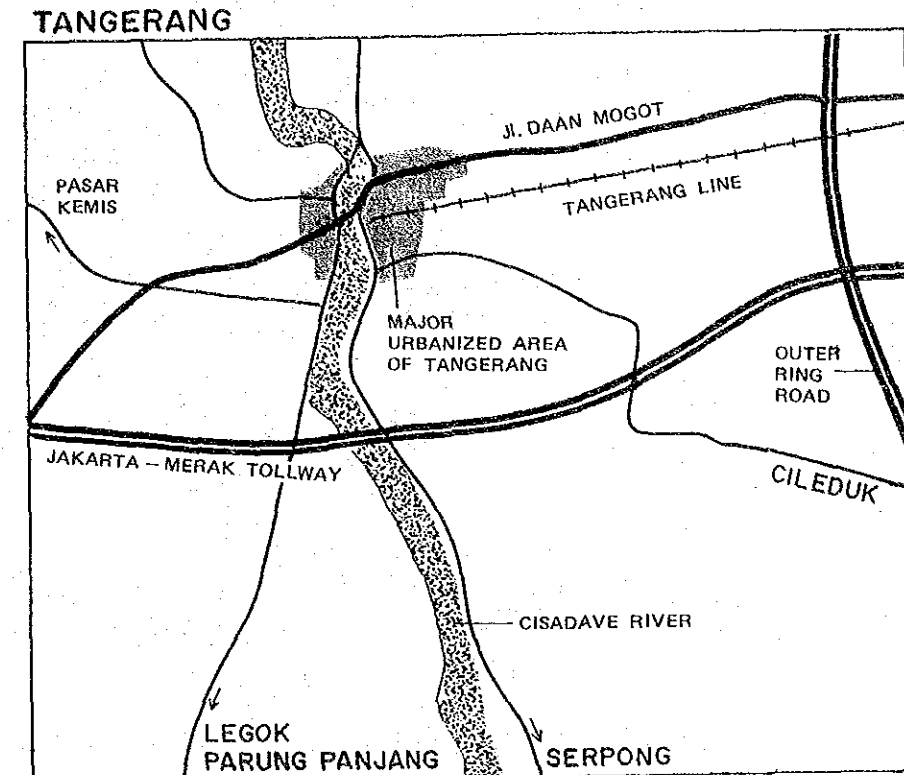 TANGERANG
Jl. DAAN MOGOT
PASAR
KEMIS
TANGERANG LINE
MAJOR
URBANIZED AREA
OF TANGERANG
OUTER
RING
ROAD
JAKARTA – MERAK TOLLWAY
CILEDUK
CISADAVE RIVER
LEGOK
PARUNG PANJANG
SERPONG